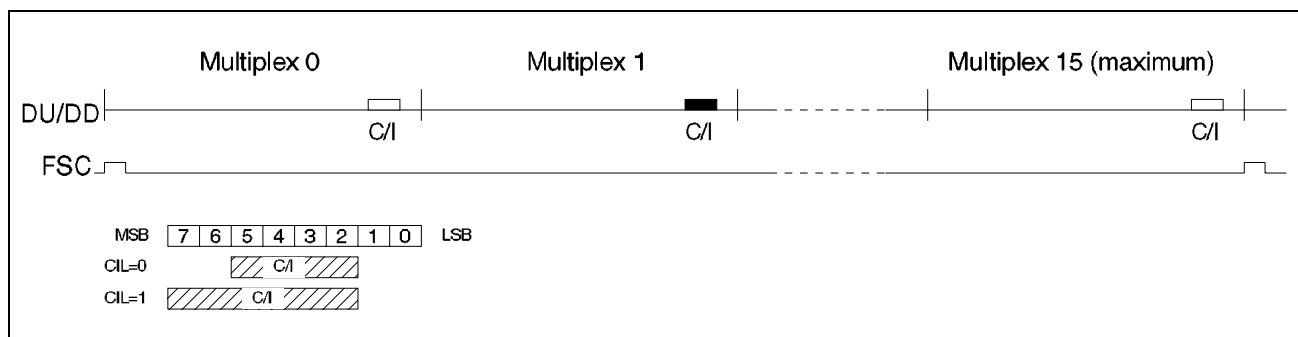 Multiplex 0 Multiplex 1 Multiplex 15 (maximum)
DU/DD
C/I C/I C/I
FSC
MSB 7 6 5 4 3 2 1 0 LSB
CIL=0 C/I
CIL=1 C/I